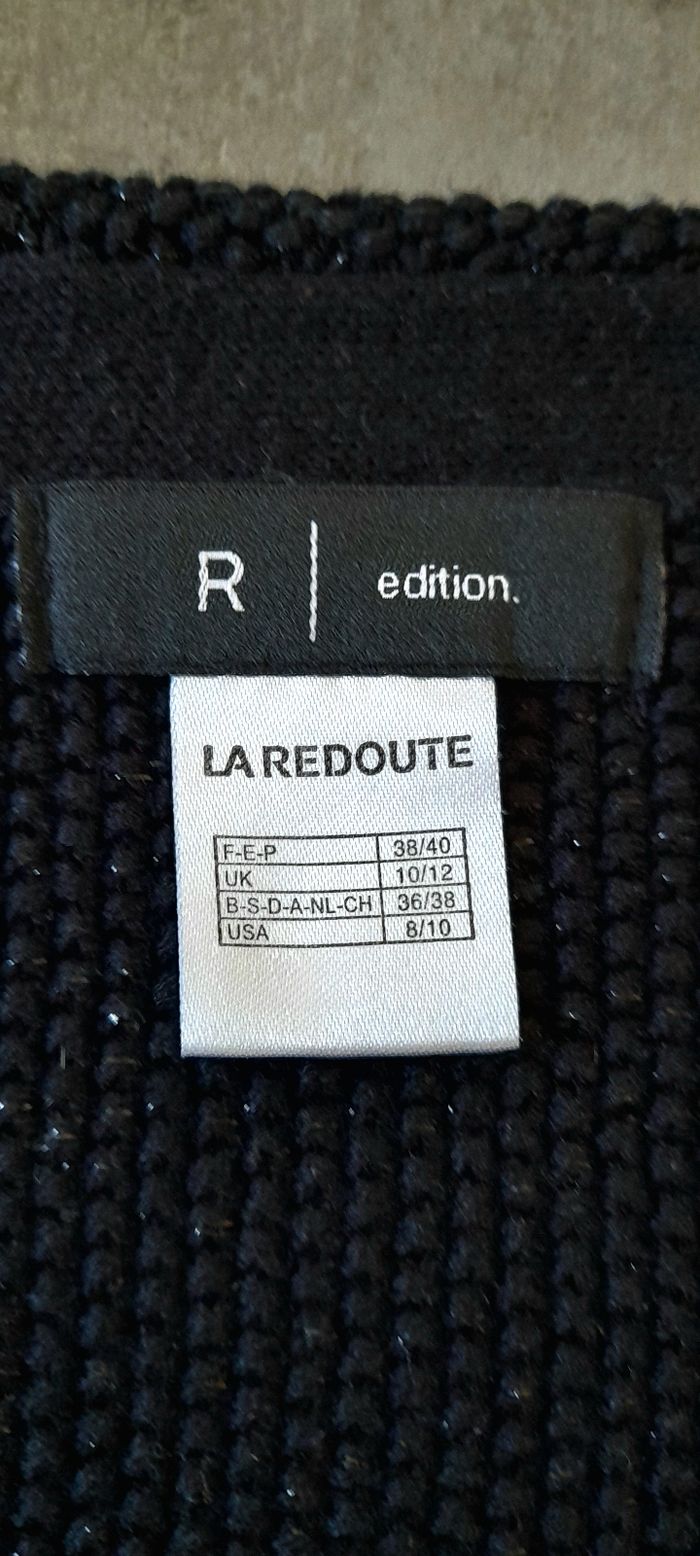 R | edition.
LA REDOUTE
F-E-P 38/40
UK 10/12
B-S-D-A-NL-CH 36/38
USA 8/10